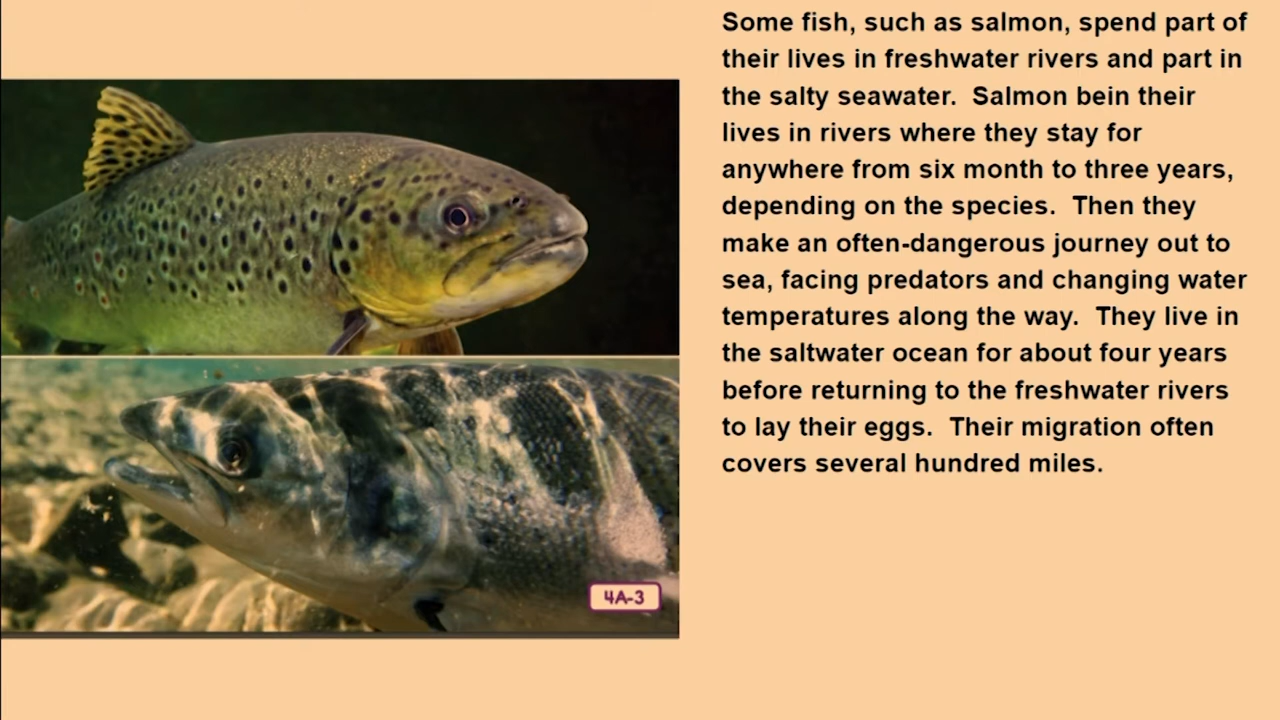 Some fish, such as salmon, spend part of
their lives in freshwater rivers and part in
the salty seawater.  Salmon bein their
lives in rivers where they stay for
anywhere from six month to three years,
depending on the species.  Then they
make an often-dangerous journey out to
sea, facing predators and changing water
temperatures along the way.  They live in
the saltwater ocean for about four years
before returning to the freshwater rivers
to lay their eggs.  Their migration often
covers several hundred miles.
4A-3